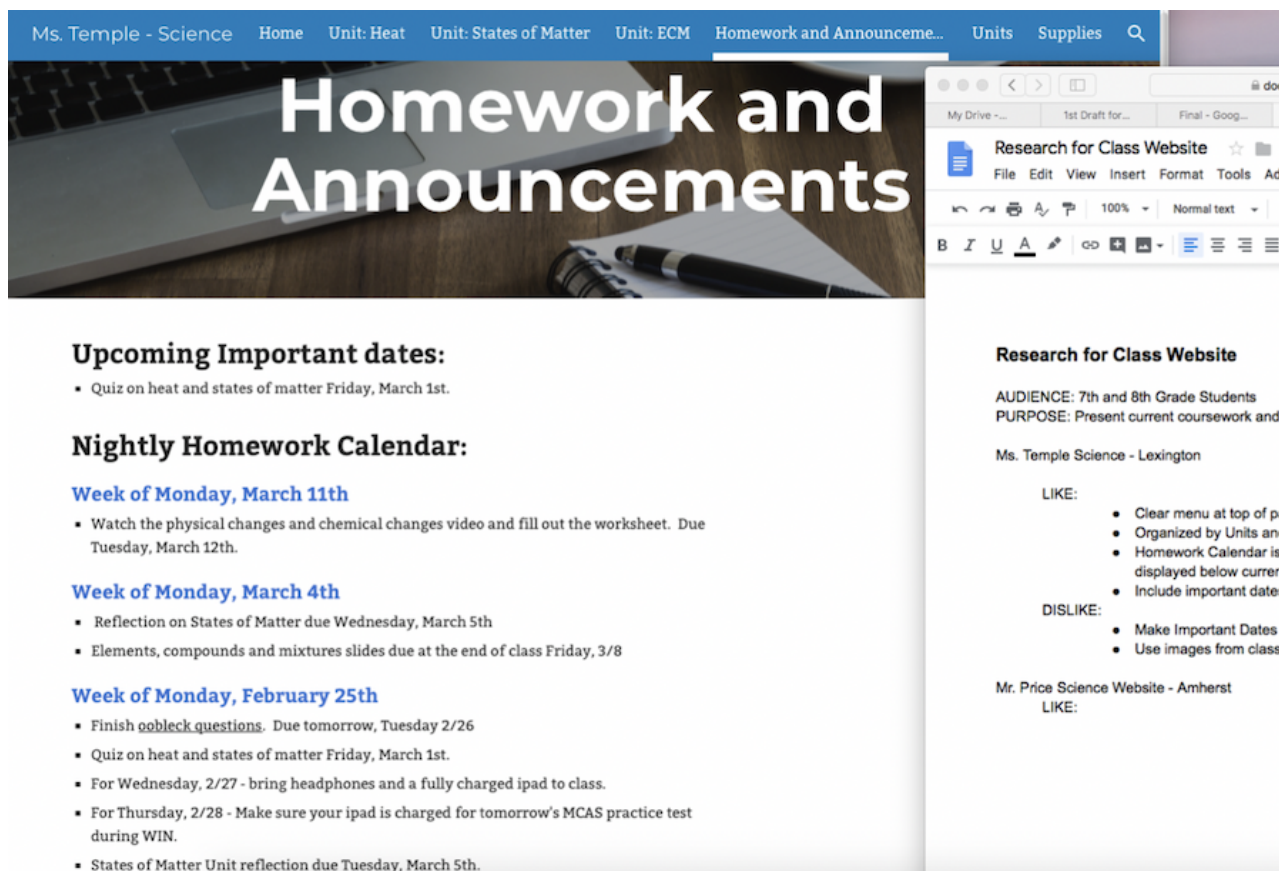 Ms. Temple - Science Home Unit: Heat Unit: States of Matter Unit: ECM Homework and Announceme... Units Supplies
Homework and
Announcements
Upcoming Important dates:
Quiz on heat and states of matter Friday, March 1st.
Nightly Homework Calendar:
Week of Monday, March 11th
Watch the physical changes and chemical changes video and fill out the worksheet. Due
Tuesday, March 12th.
Week of Monday, March 4th
Reflection on States of Matter due Wednesday, March 5th
Elements, compounds and mixtures slides due at the end of class Friday, 3/8
Week of Monday, February 25th
Finish oobleck questions. Due tomorrow, Tuesday 2/26
Quiz on heat and states of matter Friday, March 1st.
For Wednesday, 2/27 - bring headphones and a fully charged ipad to class.
For Thursday, 2/28 - Make sure your ipad is charged for tomorrow's MCAS practice test
during WIN.
States of Matter Unit reflection due Tuesday, March 5th.
My Drive -... 1st Draft for... Final - Goog...
Research for Class Website
File Edit View Insert Format Tools
100% Normal text
B I U A
Research for Class Website
AUDIENCE: 7th and 8th Grade Students
PURPOSE: Present current coursework and
Ms. Temple Science - Lexington
LIKE:
Clear menu at top of
Organized by Units
Homework Calendar is
displayed below
Include important
DISLIKE:
Make Important Dates
Use images from class
Mr. Price Science Website - Amherst
LIKE: